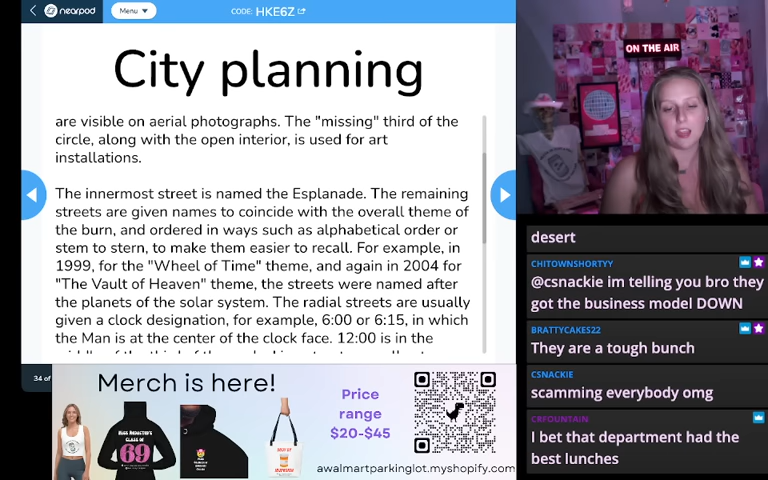 nearpod
Menu
CODE: HKE6Z
ON THE AIR
City planning
are visible on aerial photographs. The "missing" third of the
circle, along with the open interior, is used for art
installations.
The innermost street is named the Esplanade. The remaining
streets are given names to coincide with the overall theme of
the burn, and ordered in ways such as alphabetical order or
stem to stern, to make them easier to recall. For example, in
1999, for the "Wheel of Time" theme, and again in 2004 for
"The Vault of Heaven" theme, the streets were named after
the planets of the solar system. The radial streets are usually
given a clock designation, for example, 6:00 or 6:15, in which
the Man is at the center of the clock face. 12:00 is in the
34 of
desert
CHITOWNSHORTYY
@csnackie im telling you bro they
got the business model DOWN
BRATTYCAKES22
They are a tough bunch
CSNACKIE
scamming everybody omg
CRFOUNTAIN
I bet that department had the
best lunches
Merch is here!
CLASS OF
69
Price
range
$20-$45
awalmartparkinglot.myshopify.com